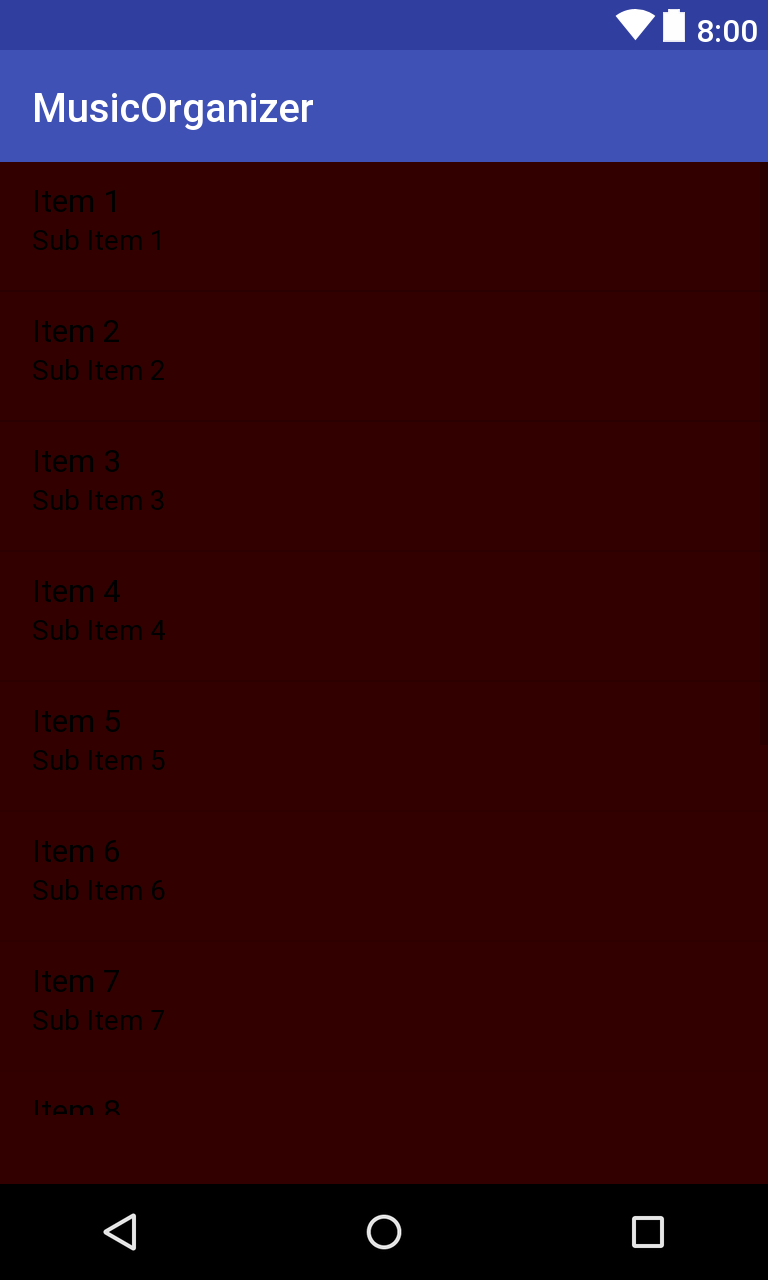 8:00
MusicOrganizer
Item 1
Sub Item 1
Item 2
Sub Item 2
Item 3
Sub Item 3
Item 4
Sub Item 4
Item 5
Sub Item 5
Item 6
Sub Item 6
Item 7
Sub Item 7
Item 8